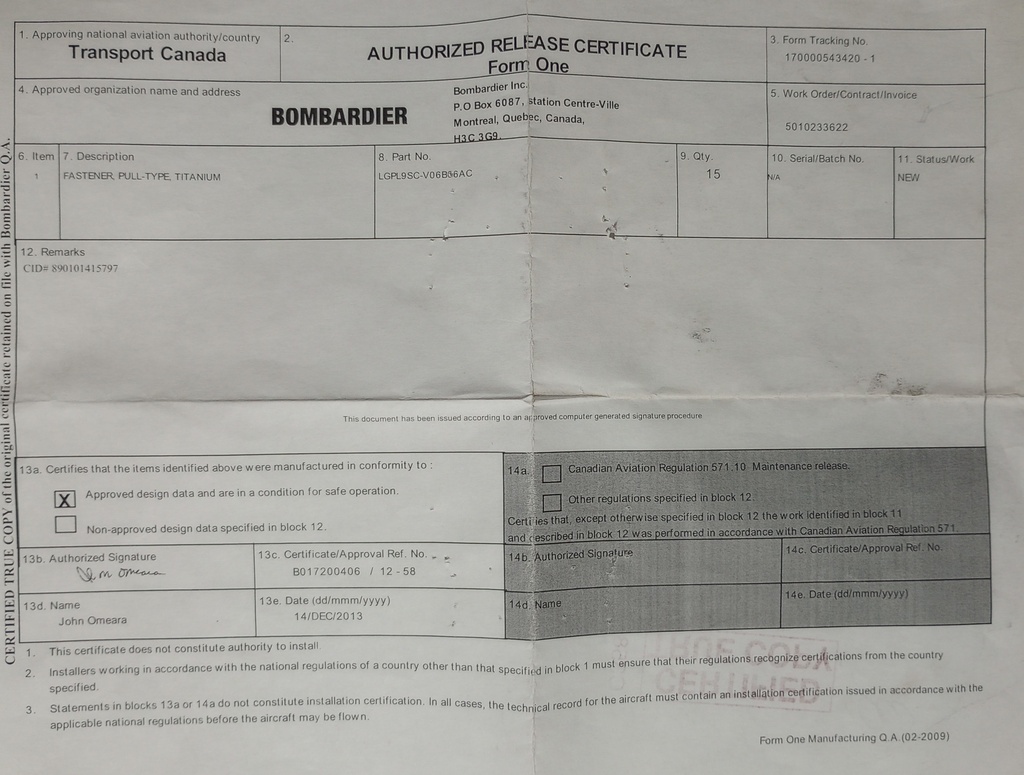 1. Approving national aviation authority/country
Transport Canada
2.
AUTHORIZED RELEASE CERTIFICATE
Form One
3. Form Tracking No.
170000543420 - 1
4. Approved organization name and address
BOMBARDIER
Bombardier Inc.
P.O Box 6087, station Centre-Ville
Montreal, Quebec, Canada,
H3C 3G9.
5. Work Order/Contract/Invoice
5010233622
6. Item
1
7. Description
FASTENER, PULL-TYPE, TITANIUM
8. Part No.
LGPL9SC-V06B06AC
9. Qty.
15
10. Serial/Batch No.
N/A
11. Status/Work
NEW
12. Remarks
CID# 890101415797
This document has been issued according to an approved computer generated signature procedure
13a. Certifies that the items identified above were manufactured in conformity to :
X Approved design data and are in a condition for safe operation.
Non-approved design data specified in block 12.
14a.
Canadian Aviation Regulation 571.10 Maintenance release.
Other regulations specified in block 12.
Certifies that, except otherwise specified in block 12 the work identified in block 11
and described in block 12 was performed in accordance with Canadian Aviation Regulation 571.
13b. Authorized Signature
Omeara
13c. Certificate/Approval Ref. No.
B017200406 / 12 - 58
14b. Authorized Signature
14c. Certificate/Approval Ref. No.
13d. Name
John Omeara
13e. Date (dd/mmm/yyyy)
14/DEC/2013
14d. Name
14e. Date (dd/mmm/yyyy)
1. This certificate does not constitute authority to install.
2. Installers working in accordance with the national regulations of a country other than that specified in block 1 must ensure that their regulations recognize certifications from the country
specified.
3. Statements in blocks 13a or 14a do not constitute installation certification. In all cases, the technical record for the aircraft must contain an installation certification issued in accordance with the
applicable national regulations before the aircraft may be flown.
Form One Manufacturing Q.A. (02-2009)
CERTIFIED TRUE COPY of the original certificate retained on file with Bombardier Q.A.
CERTIFIED